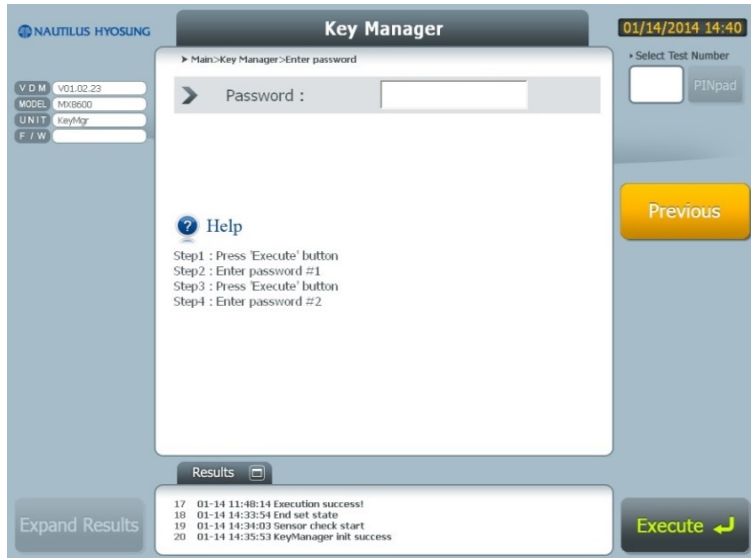 NAUTILUS HYOSUNG
Key Manager
01/14/2014 14:40
Main>Key Manager>Enter password
Select Test Number
VDM V01.02.23
MODEL MX8600
UNIT KeyMgr
F / W
Password :
PINpad
Previous
? Help
Step1 : Press 'Execute' button
Step2 : Enter password #1
Step3 : Press 'Execute' button
Step4 : Enter password #2
Results
17 01-14 11:48:14 Execution success!
18 01-14 14:33:54 End set state
19 01-14 14:34:03 Sensor check start
20 01-14 14:35:53 KeyManager init success
Expand Results
Execute